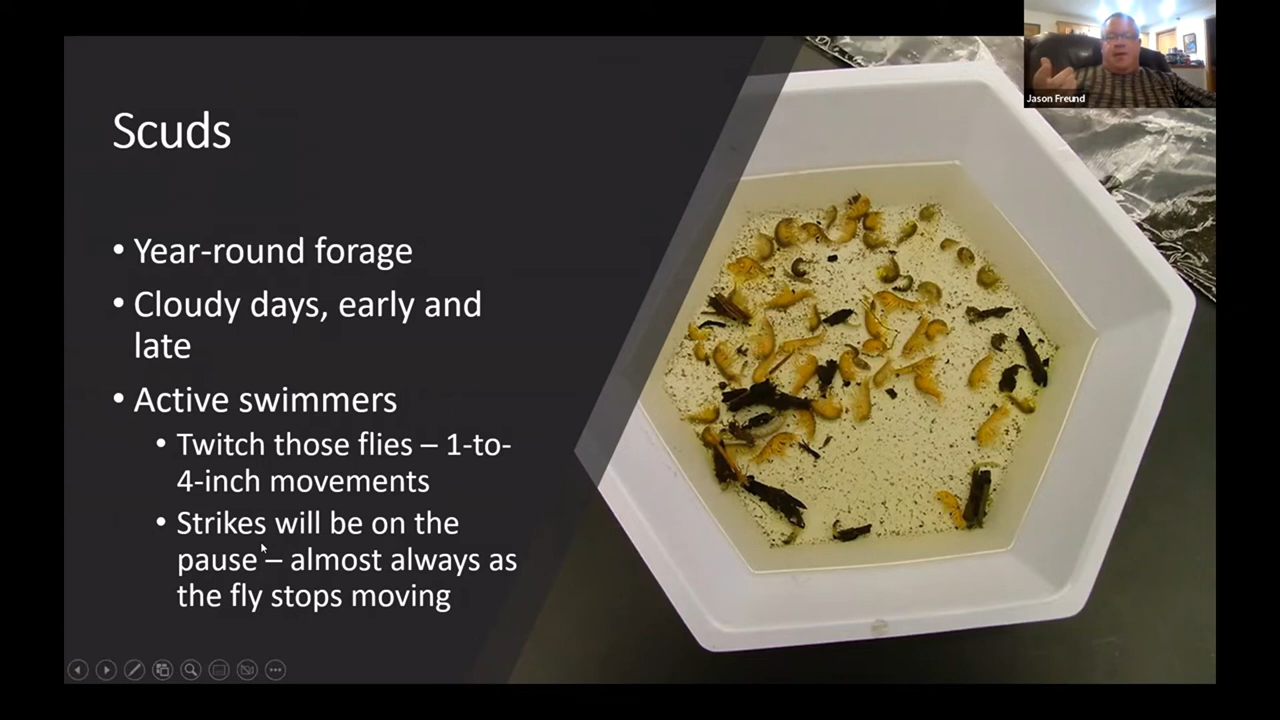 Jason Freund
Scuds
• Year-round forage
• Cloudy days, early and
late
• Active swimmers
• Twitch those flies – 1-to-
4-inch movements
• Strikes will be on the
pause – almost always as
the fly stops moving